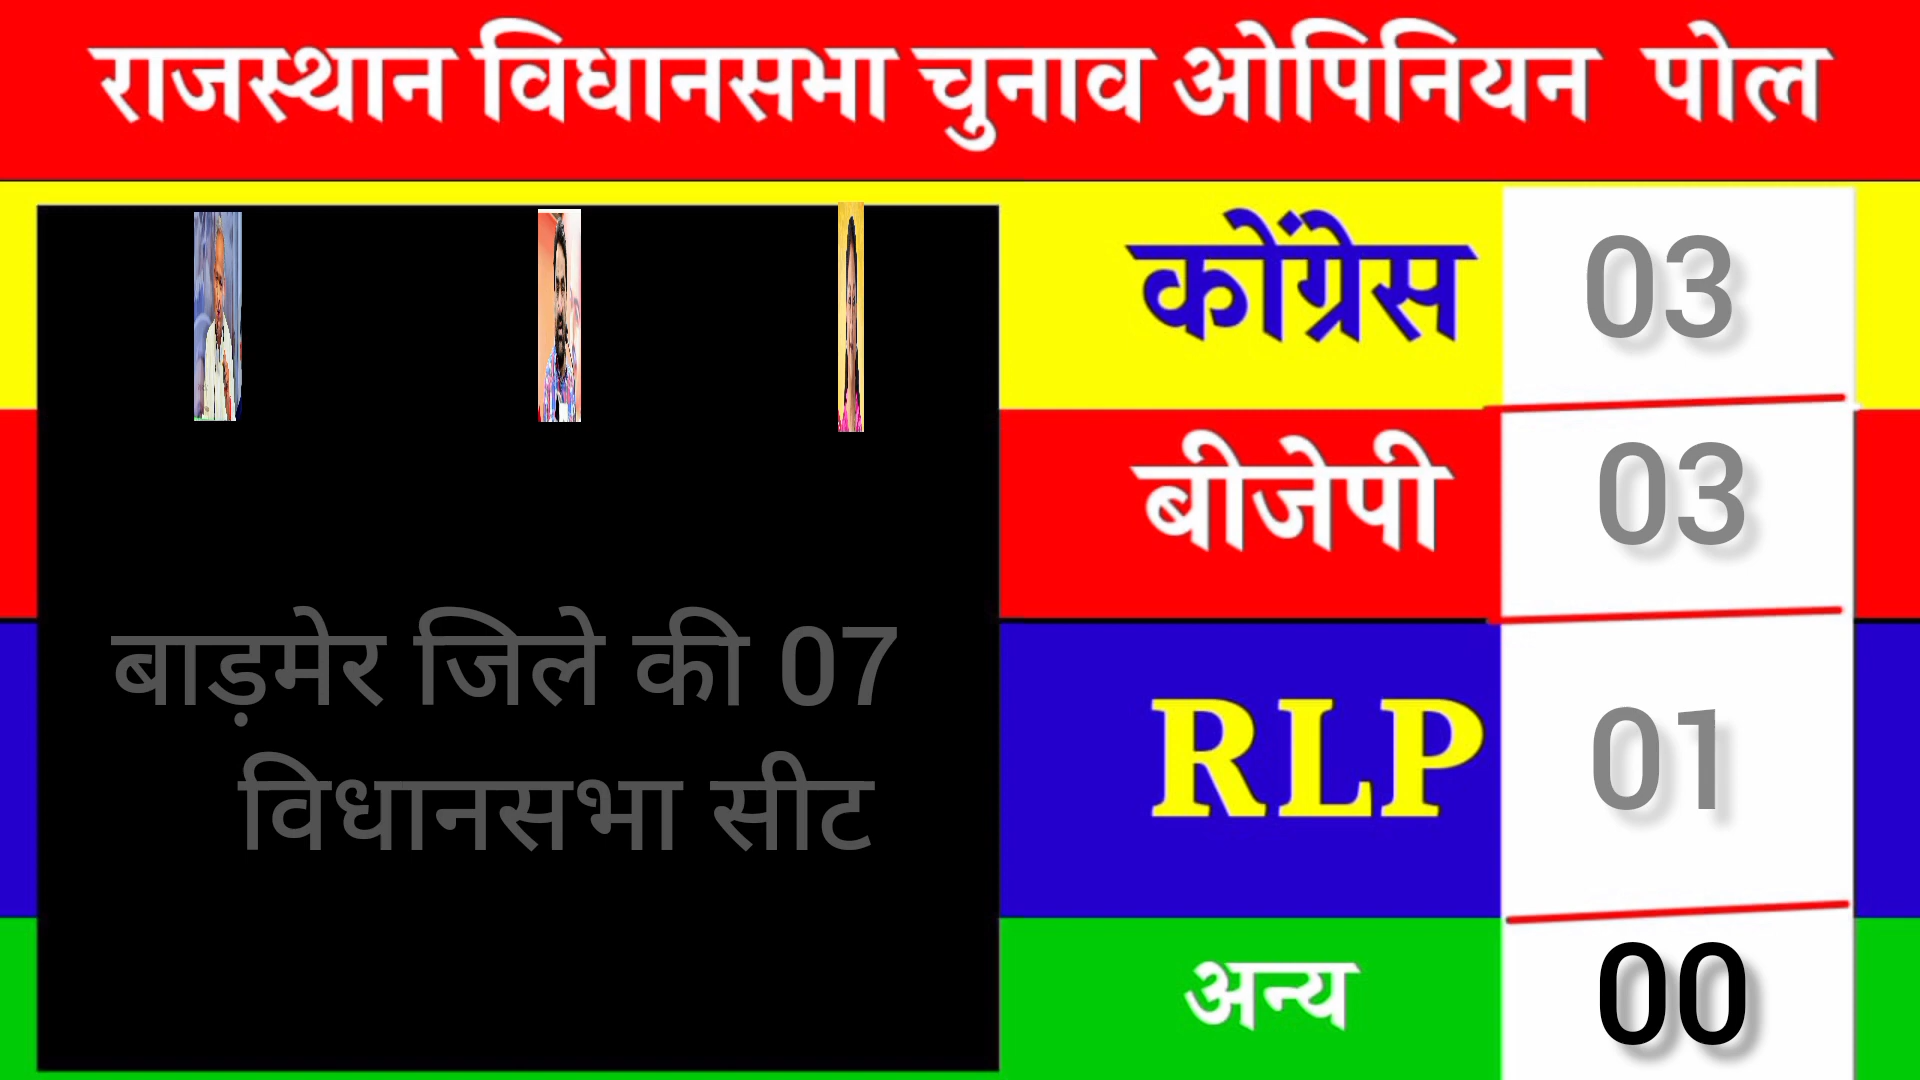 राजस्थान विधानसभा चुनाव ओपिनियन पोल
कोंग्रेस 03
बीजेपी 03
बाड़मेर जिले की 07
विधानसभा सीट
RLP 01
अन्य 00